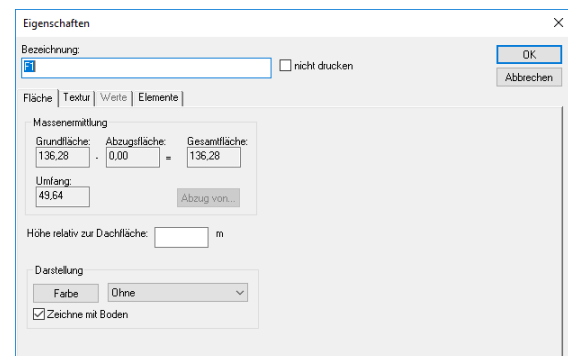 Eigenschaften
Bezeichnung:
F1
nicht drucken
OK
Abbrechen
Fläche Textur Werte Elemente
Massenermittlung
Grundfläche: Abzugsfläche: Gesamtfläche:
136,28 - 0,00 = 136,28
Umfang:
49,64
Abzug von...
Höhe relativ zur Dachfläche: m
Darstellung
Farbe Ohne
Zeichne mit Boden